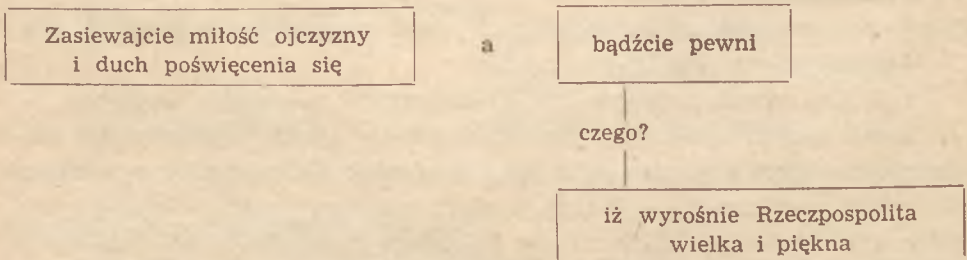 Zasiewajcie miłość ojczyzny
i duch poświęcenia się
a
bądźcie pewni
czego?
iż wyrośnie Rzeczpospolita
wielka i piękna